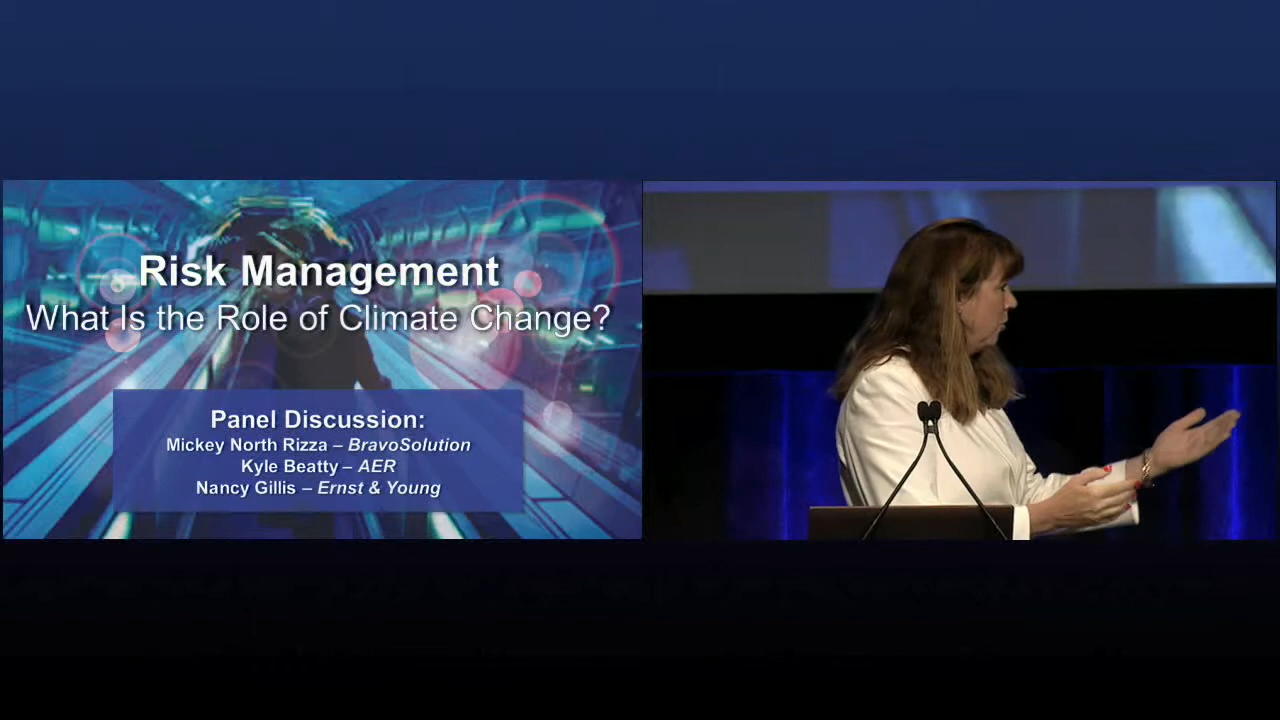 Risk Management
What Is the Role of Climate Change?
Panel Discussion:
Mickey North Rizza – BravoSolution
Kyle Beatty – AER
Nancy Gillis – Ernst & Young